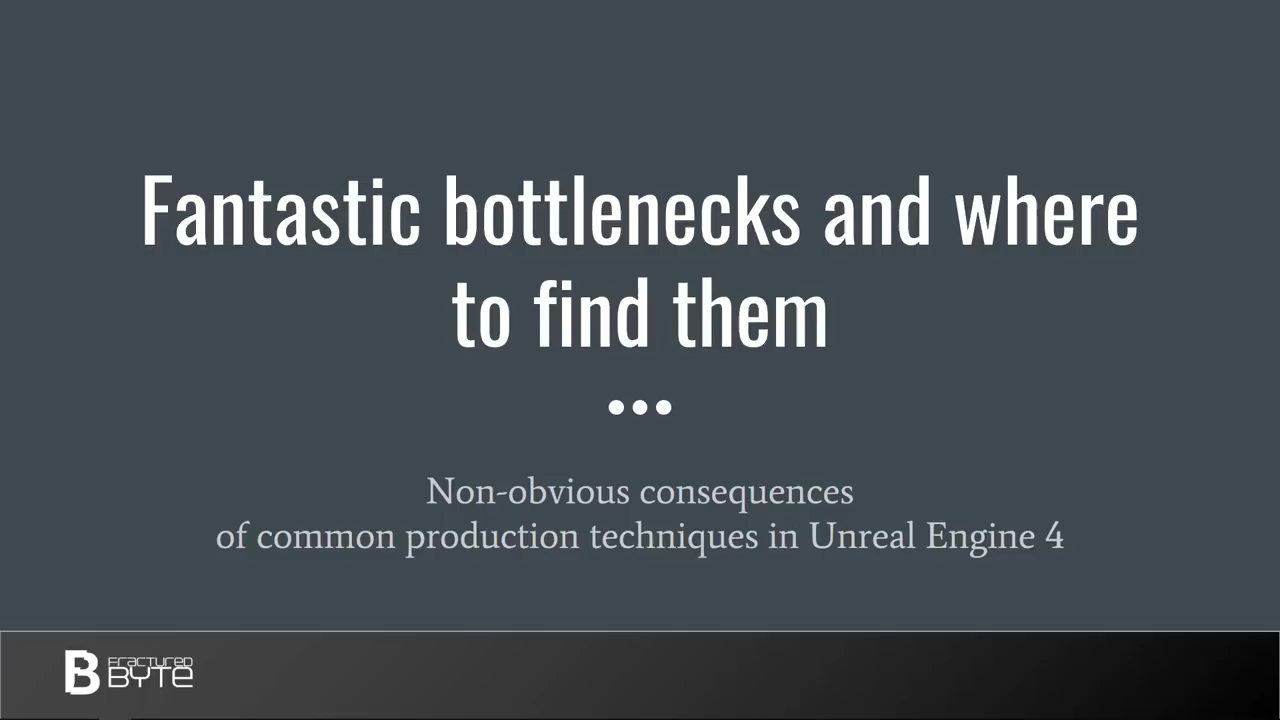 Fantastic bottlenecks and where
to find them
Non-obvious consequences
of common production techniques in Unreal Engine 4
B Fractured
BYTE